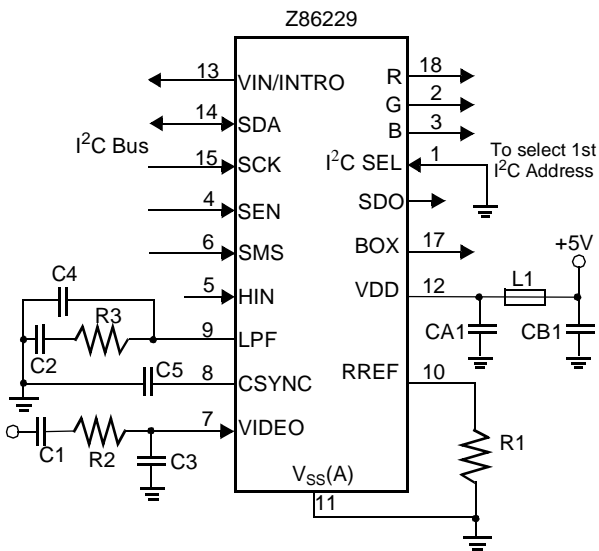 Z86229
13
VIN/INTRO
14
SDA
I²C Bus
15
SCK
4
SEN
6
SMS
5
HIN
C4
R3
C2
9
LPF
C5
8
CSYNC
7
VIDEO
C1
R2
C3
R
18
G
2
B
3
I²C SEL
1
To select 1st
I²C Address
SDO
BOX
17
+5V
VDD
12
L1
CA1
CB1
RREF
10
R1
VSS(A)
11